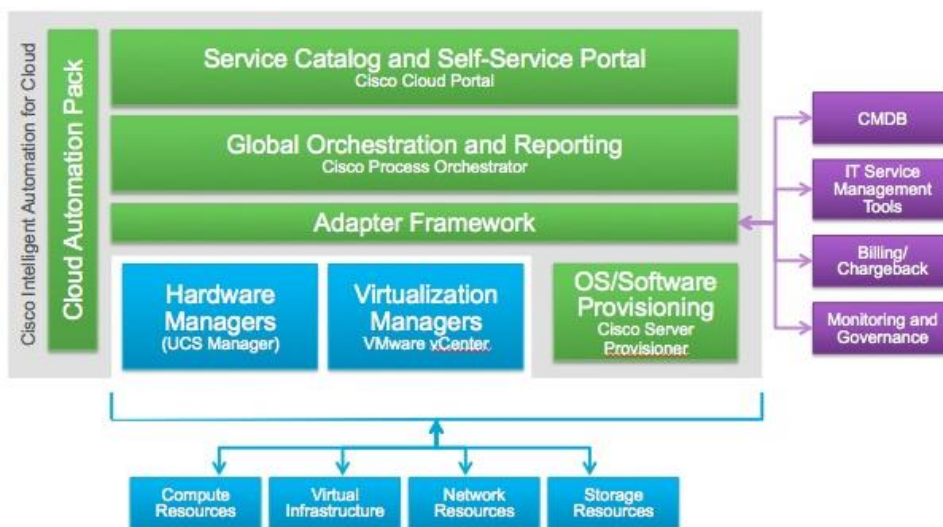 Cisco Intelligent Automation for Cloud
Cloud Automation Pack
Service Catalog and Self-Service Portal
Cisco Cloud Portal
Global Orchestration and Reporting
Cisco Process Orchestrator
Adapter Framework
Hardware
Managers
(UCS Manager)
Virtualization
Managers
VMware vCenter
OS/Software
Provisioning
Cisco Server
Provisioner
CMDB
IT Service
Management
Tools
Billing/
Chargeback
Monitoring and
Governance
Compute
Resources
Virtual
Infrastructure
Network
Resources
Storage
Resources